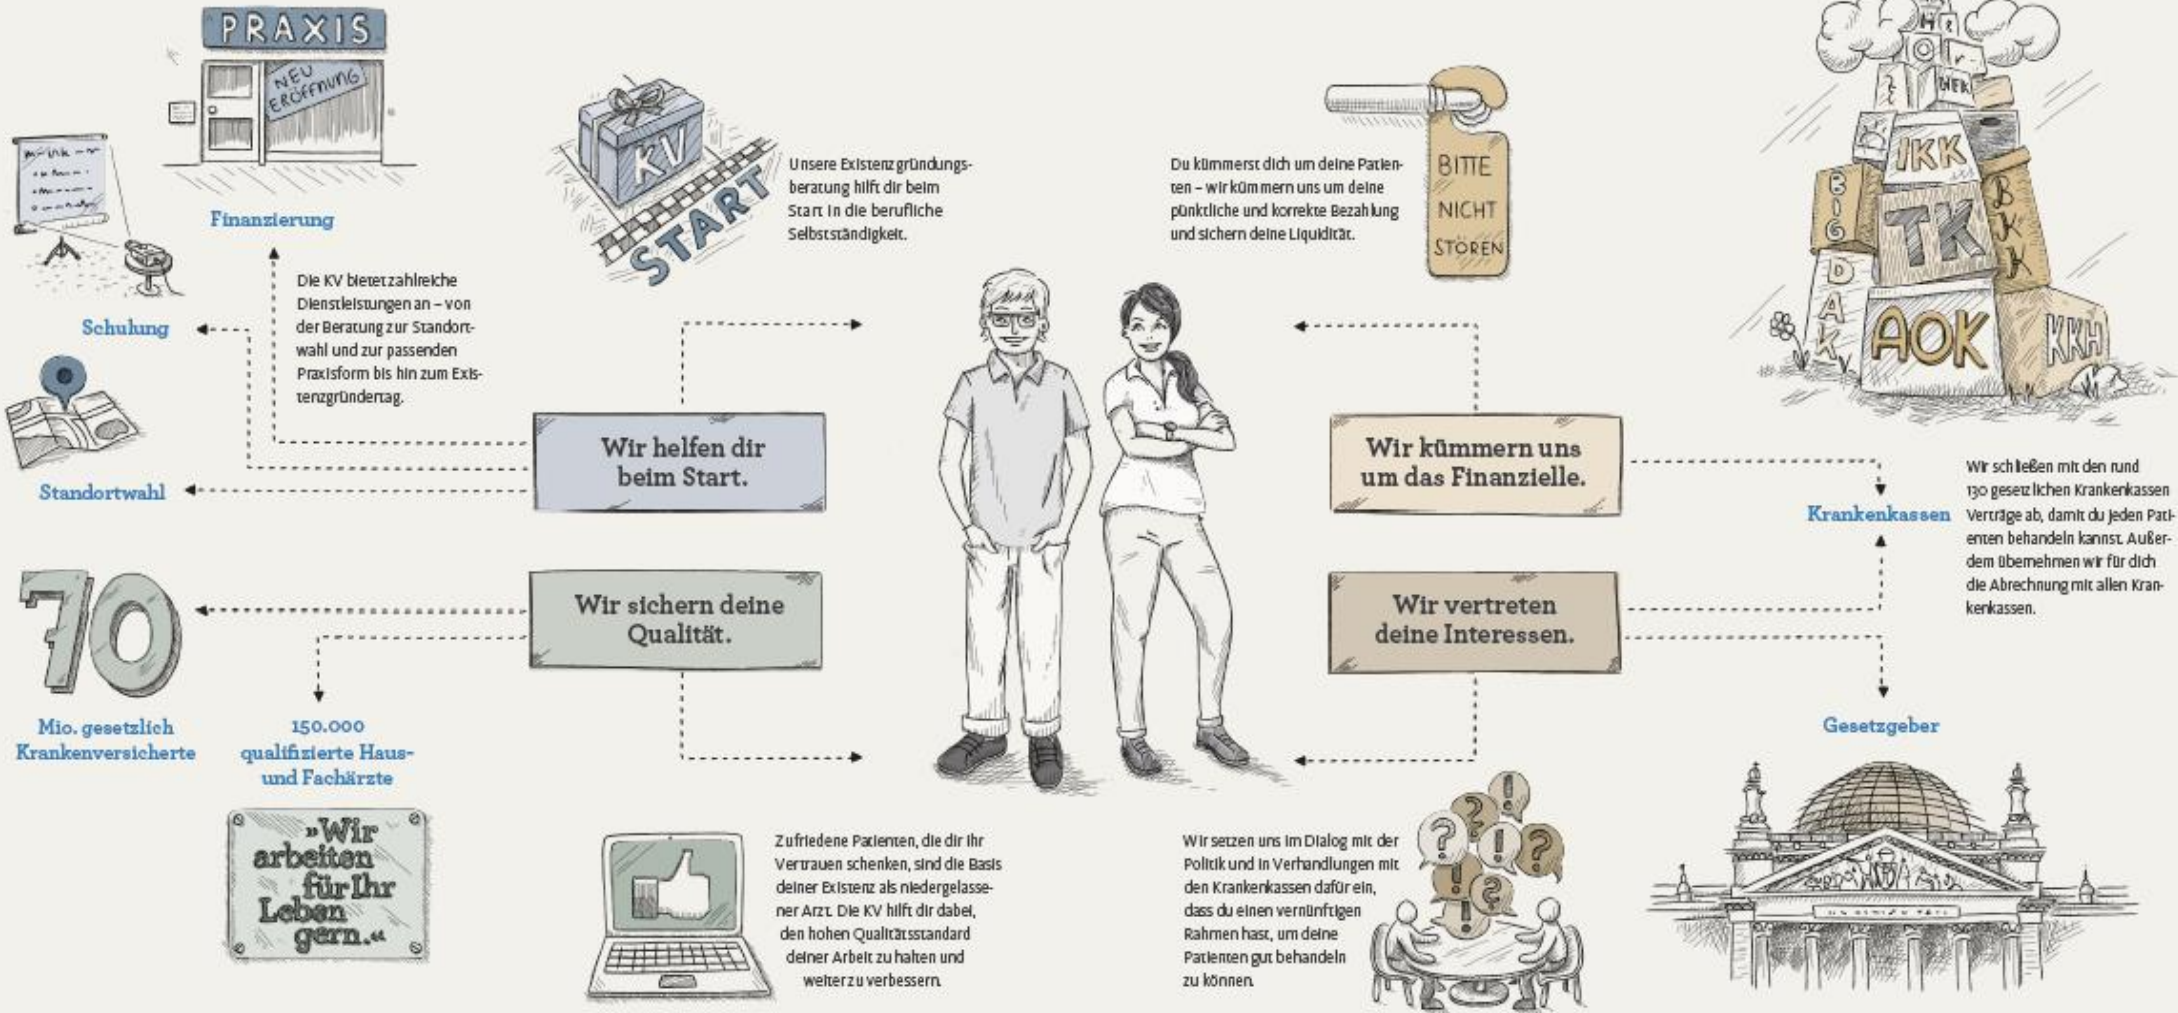 PRAXIS
NEU
ERÖFFNUNG
Finanzierung
Schulung
Standortwahl
Die KV bietet zahlreiche
Dienstleistungen an – von
der Beratung zur Standort-
wahl und zur passenden
Praxisform bis hin zum Exis-
tenzgründertag.
KV
START
Unsere Existenzgründungs-
beratung hilft dir beim
Start in die berufliche
Selbstständigkeit.
Du kümmerst dich um deine Patien-
ten – wir kümmern uns um deine
pünktliche und korrekte Bezahlung
und sichern deine Liquidität.
BITTE
NICHT
STÖREN
HEK
IKK
BIG
TK
BKK
DAK
AOK
KKH
Wir helfen dir
beim Start.
Wir kümmern uns
um das Finanzielle.
Krankenkassen
Wir schließen mit den rund
130 gesetzlichen Krankenkassen
Verträge ab, damit du jeden Pati-
enten behandeln kannst. Außer-
dem übernehmen wir für dich
die Abrechnung mit allen Kran-
kenkassen.
Wir sichern deine
Qualität.
Wir vertreten
deine Interessen.
70
Mio. gesetzlich
Krankenversicherte
150.000
qualifizierte Haus-
und Fachärzte
»Wir
arbeiten
für Ihr
Leben
gern.«
Zufriedene Patienten, die dir ihr
Vertrauen schenken, sind die Basis
deiner Existenz als niedergelasse-
ner Arzt. Die KV hilft dir dabei,
den hohen Qualitätsstandard
deiner Arbeit zu halten und
weiter zu verbessern.
Wir setzen uns im Dialog mit der
Politik und in Verhandlungen mit
den Krankenkassen dafür ein,
dass du einen vernünftigen
Rahmen hast, um deine
Patienten gut behandeln
zu können.
Gesetzgeber